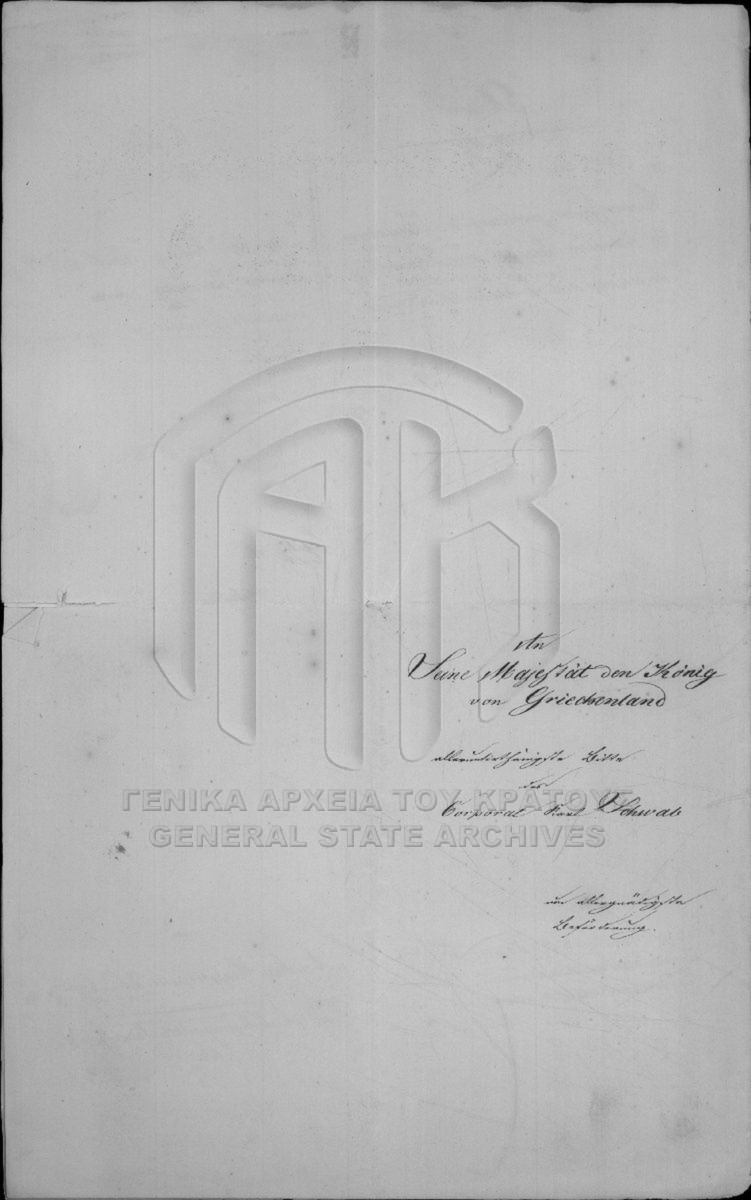 An
Seine Majestät den König
von Griechenland
allerunterthänigste Bitte
des
Corporal Karl Schwab
ΓΕΝΙΚΑ ΑΡΧΕΙΑ ΤΟΥ ΚΡΑΤΟΥΣ
GENERAL STATE ARCHIVES
um allergnädigste
Beförderung.